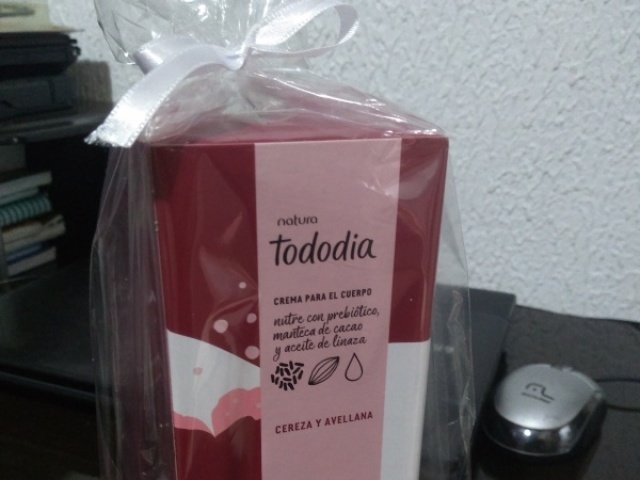 natura
Tododia
CREMA PARA EL CUERPO
nutre con prebiótico,
manteca de cacao
y aceite de linaza
CEREZA Y AVELLANA